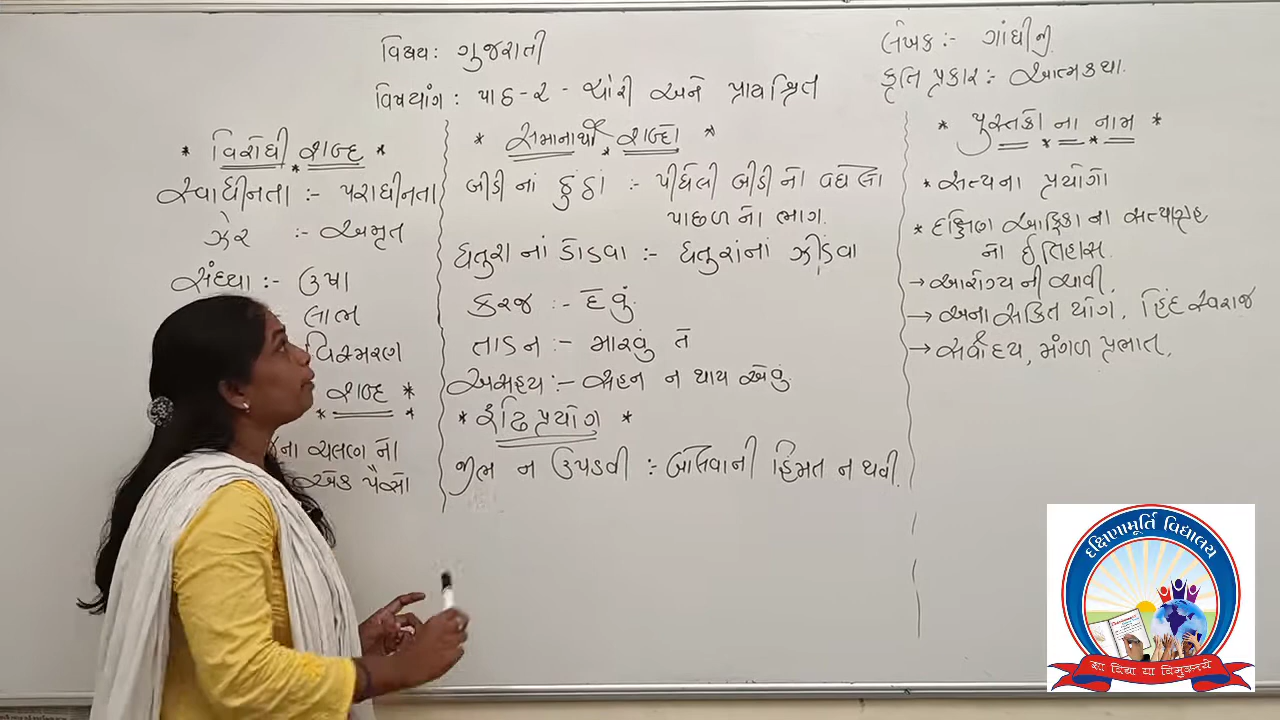 વિષય: ગુજરાતી
વિષયાંગ: પાઠ-૨ - ચોરી અને પ્રાયશ્ચિત
લેખક :- ગાંધીજી
કૃતિ પ્રકાર :- આત્મકથા.
* વિરોધી શબ્દ *
સ્વાધીનતા :- પરાધીનતા
ઝેર :- અમૃત
સંધ્યા :- ઉષા
લાભ
વિસ્મરણ
શબ્દ *
ના ચલણ નો
એક પૈસો
* સમાનાર્થી શબ્દો *
બીડી નાં ઠુંઠાં :- પીધેલી બીડી નો વધેલો
પાછળ નો ભાગ.
ધતુરા નાં ડોડવા :- ધતુરાંનાં ઝીંડવા
કરજ :- દેવું.
તાડન :- મારવું તે
અસહ્ય :- સહન ન થાય એવું.
* રૂઢિપ્રયોગ *
જીભ ન ઉપડવી :- બોલવાની હિંમત ન થવી.
* પુસ્તકો ના નામ *
* સત્યના પ્રયોગો
* દક્ષિણ આફ્રિકા ના સત્યાગ્રહ
નો ઈતિહાસ.
→ આરોગ્ય ની ચાવી,
→ અનાસકિત યોગ, હિંદ સ્વરાજ
→ સર્વોદય, મંગળ પ્રભાત,
દક્ષિણામૂર્તિ વિદ્યાલય
सा विद्या या विमुक्तये